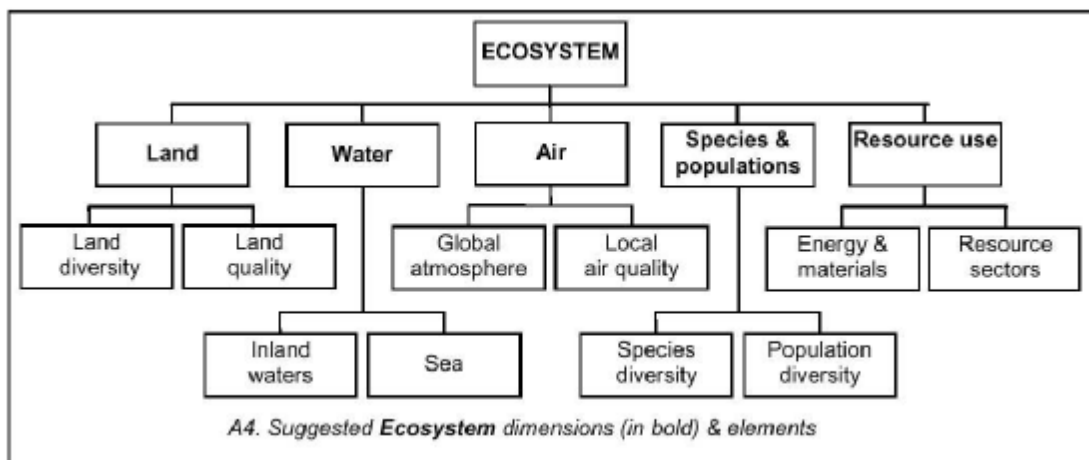 ECOSYSTEM
Land
Water
Air
Species &
populations
Resource use
Land
diversity
Land
quality
Global
atmosphere
Local
air quality
Energy &
materials
Resource
sectors
Inland
waters
Sea
Species
diversity
Population
diversity
A4. Suggested Ecosystem dimensions (in bold) & elements